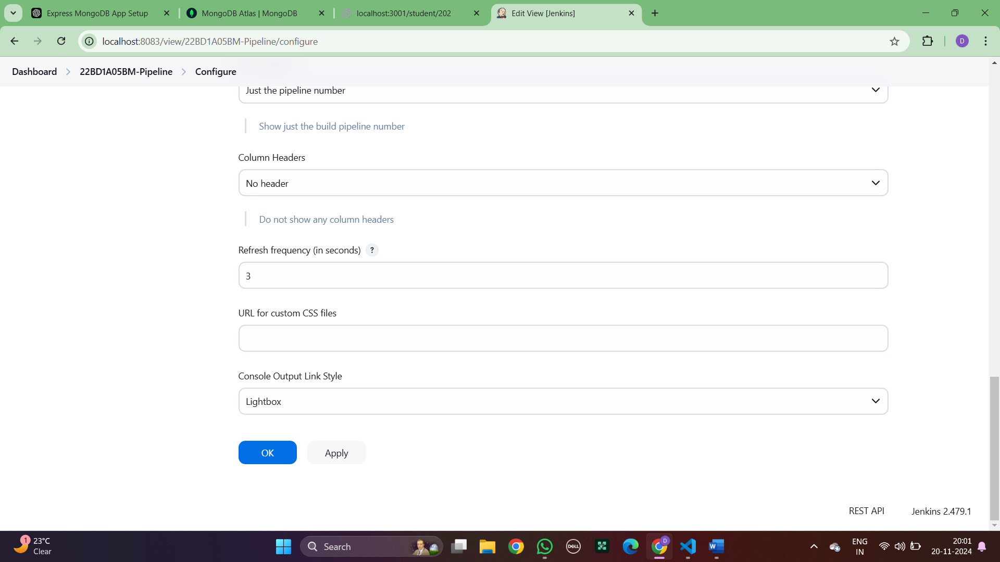 Express MongoDB App Setup
MongoDB Atlas | MongoDB
localhost:3001/student/202
Edit View [Jenkins]
localhost:8083/view/22BD1A05BM-Pipeline/configure
D
Dashboard
22BD1A05BM-Pipeline
Configure
Just the pipeline number
Show just the build pipeline number
Column Headers
No header
Do not show any column headers
Refresh frequency (in seconds) ?
3
URL for custom CSS files
Console Output Link Style
Lightbox
OK
Apply
REST API
Jenkins 2.479.1
1
23°C
Clear
Search
DELL
D
W
ENG
IN
20:01
20-11-2024